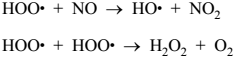 HOO• + NO → HO• + NO₂
HOO• + HOO• → H₂O₂ + O₂